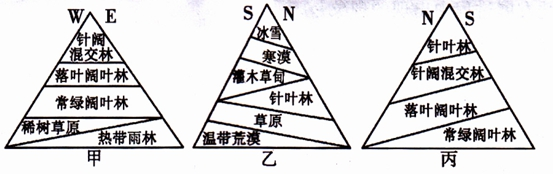 W E
针阔
混交林
落叶阔叶林
常绿阔叶林
稀树草原
热带雨林
甲
S N
冰雪
寒漠
灌木草甸
针叶林
草原
温带荒漠
乙
N S
针叶林
针阔混交林
落叶阔叶林
常绿阔叶林
丙